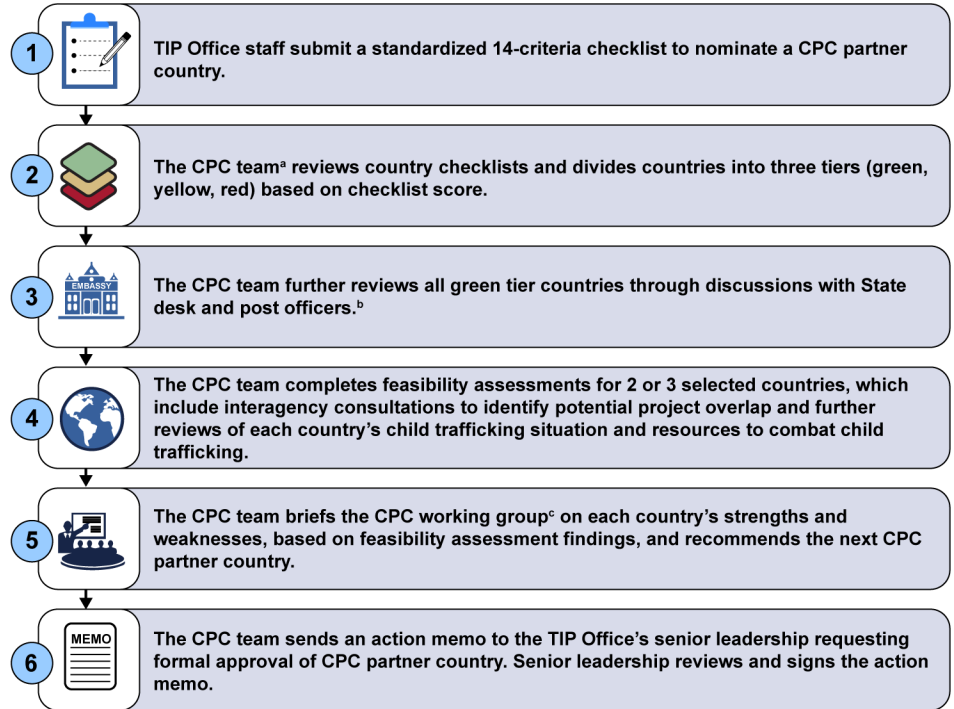 1
TIP Office staff submit a standardized 14-criteria checklist to nominate a CPC partner
country.
2
The CPC teamᵃ reviews country checklists and divides countries into three tiers (green,
yellow, red) based on checklist score.
3
EMBASSY
The CPC team further reviews all green tier countries through discussions with State
desk and post officers.ᵇ
4
The CPC team completes feasibility assessments for 2 or 3 selected countries, which
include interagency consultations to identify potential project overlap and further
reviews of each country’s child trafficking situation and resources to combat child
trafficking.
5
The CPC team briefs the CPC working groupᶜ on each country’s strengths and
weaknesses, based on feasibility assessment findings, and recommends the next CPC
partner country.
6
MEMO
The CPC team sends an action memo to the TIP Office’s senior leadership requesting
formal approval of CPC partner country. Senior leadership reviews and signs the action
memo.